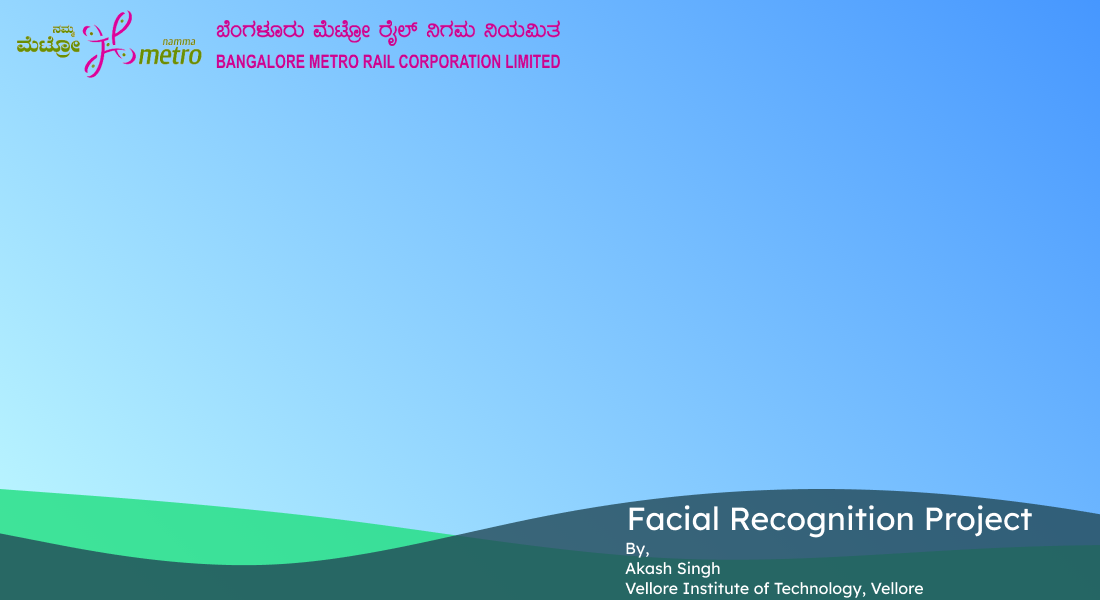 ನಮ್ಮ
ಮೆಟ್ರೋ
namma
metro
ಬೆಂಗಳೂರು ಮೆಟ್ರೋ ರೈಲ್ ನಿಗಮ ನಿಯಮಿತ
BANGALORE METRO RAIL CORPORATION LIMITED
Facial Recognition Project
By,
Akash Singh
Vellore Institute of Technology, Vellore